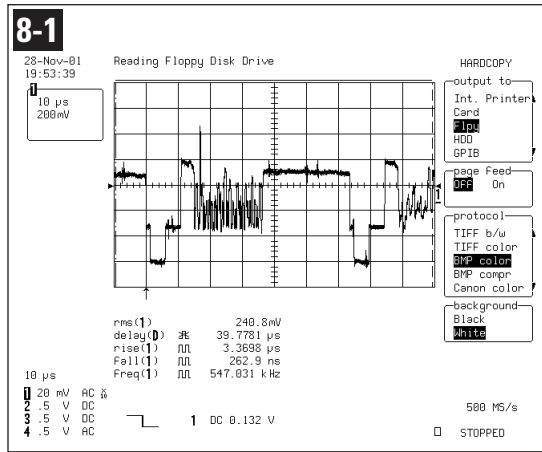 8-1
28-Nov-01
19:53:39
Reading Floppy Disk Drive
HARDCOPY
1
10 µs
200mV
output to
Int. Printer
Card
Flpy
HDD
GPIB
page feed
OFF On
protocol
TIFF b/w
TIFF color
BMP color
BMP compr
Canon color
background
Black
White
1
rms(1) 240.8mV
delay(1) 39.7781 µs
rise(1) 3.3698 µs
Fall(1) 262.9 ns
Freq(1) 547.031 kHz
10 µs
1 20 mV AC
2 .5 V DC
3 .5 V DC
4 .5 V AC
1 DC 0.132 V
500 MS/s
STOPPED